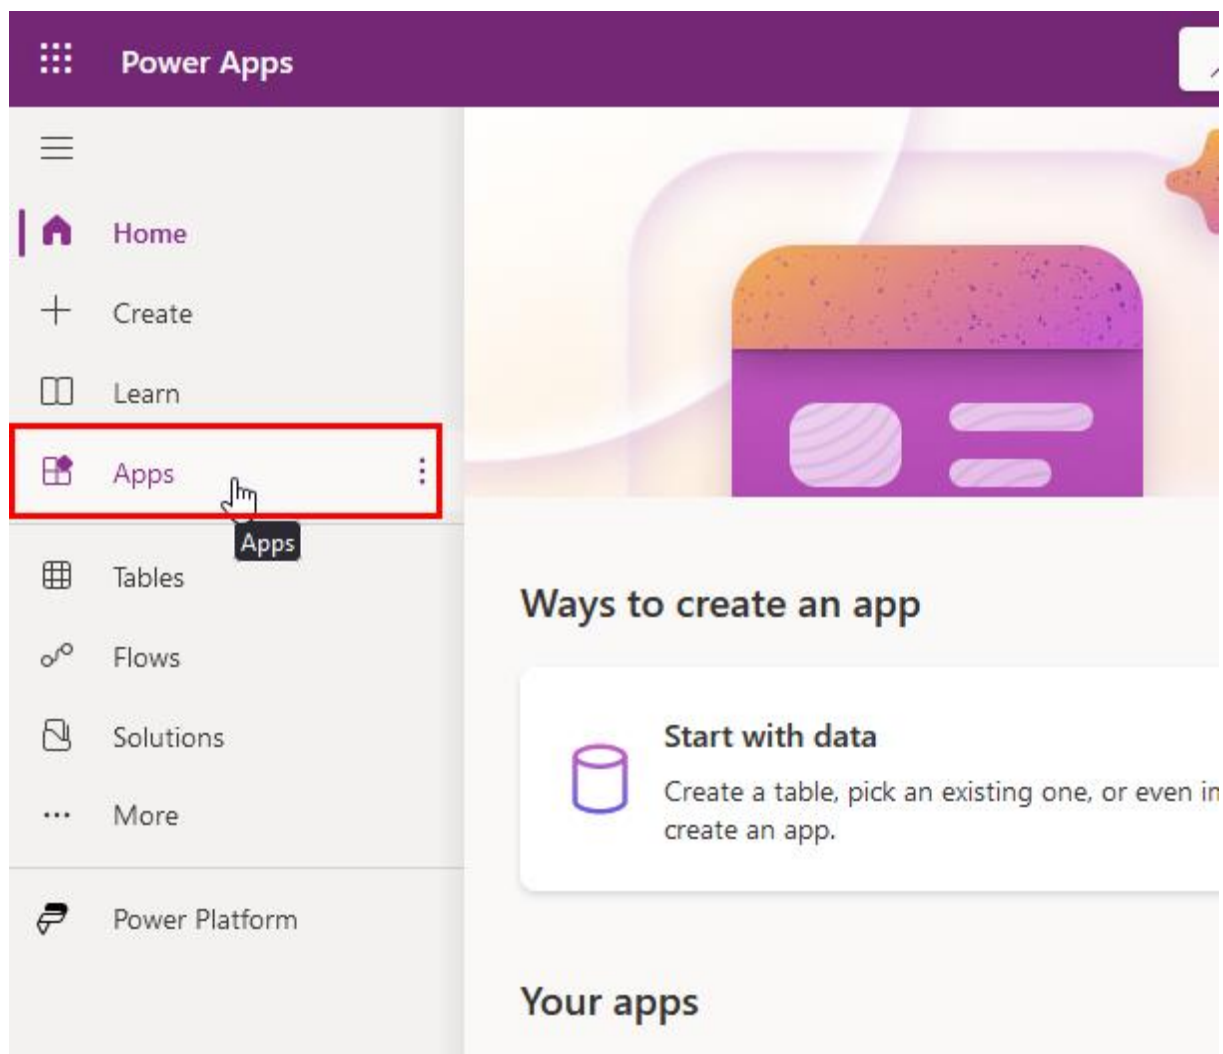 Power Apps
Home
Create
Learn
Apps
Apps
Tables
Flows
Solutions
More
Power Platform
Ways to create an app
Start with data
Create a table, pick an existing one, or even
create an app.
Your apps